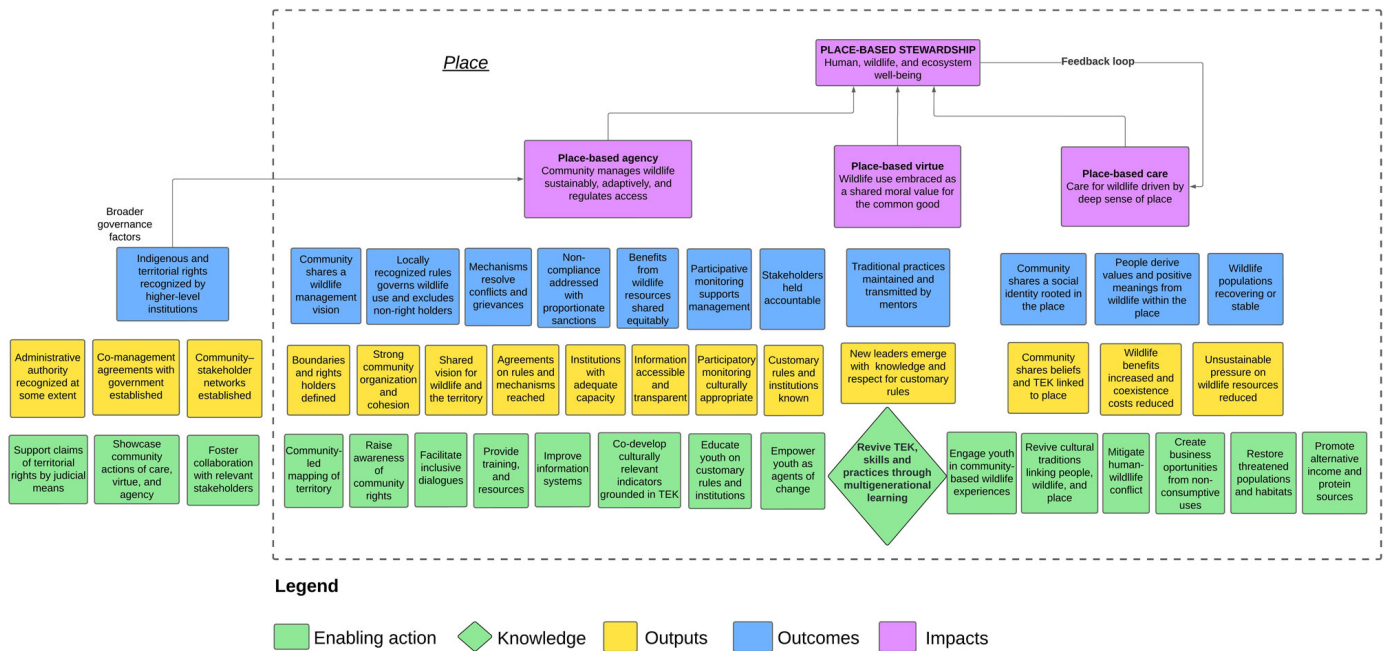 Place
PLACE-BASED STEWARDSHIP
Human, wildlife, and ecosystem
well-being
Feedback loop
Place-based agency
Community manages wildlife
sustainably, adaptively, and
regulates access
Place-based virtue
Wildlife use embraced as
a shared moral value for
the common good
Place-based care
Care for wildlife driven by
deep sense of place
Broader
governance
factors
Indigenous and
territorial rights
recognized by
higher-level
institutions
Community
shares a
wildlife
management
vision
Locally
recognized rules
governs wildlife
use and excludes
non-right holders
Mechanisms
resolve
conflicts and
grievances
Non-
compliance
addressed
with
proportionate
sanctions
Benefits
from
wildlife
resources
shared
equitably
Participative
monitoring
supports
management
Stakeholders
held
accountable
Traditional practices
maintained and
transmitted by
mentors
Community
shares a social
identity rooted in
the place
People derive
values and positive
meanings from
wildlife within the
place
Wildlife
populations
recovering or
stable
Administrative
authority
recognized at
some extent
Co-management
agreements with
government
established
Community–
stakeholder
networks
established
Boundaries
and rights
holders
defined
Strong
community
organization
and
cohesion
Shared
vision for
wildlife and
the territory
Agreements
on rules and
mechanisms
reached
Institutions
with
adequate
capacity
Information
accessible
and
transparent
Participatory
monitoring
culturally
appropriate
Customary
rules and
institutions
known
New leaders emerge
with knowledge and
respect for customary
rules
Community
shares beliefs
and TEK linked
to place
Wildlife
benefits
increased and
coexistence
costs reduced
Unsustainable
pressure on
wildlife resources
reduced
Support claims
of territorial
rights by judicial
means
Showcase
community
actions of care,
virtue, and
agency
Foster
collaboration
with relevant
stakeholders
Community-
led
mapping of
territory
Raise
awareness
of
community
rights
Facilitate
inclusive
dialogues
Provide
training,
and
resources
Improve
information
systems
Co-develop
culturally
relevant
indicators
grounded in TEK
Educate
youth on
customary
rules and
institutions
Empower
youth as
agents of
change
Revive TEK,
skills and
practices through
multigenerational
learning
Engage youth
in community-
based wildlife
experiences
Revive cultural
traditions
linking people,
wildlife, and
place
Mitigate
human-
wildllife
conflict
Create
business
oportunities
from non-
consumptive
uses
Restore
threatened
populations
and habitats
Promote
alternative
income and
protein
sources
Legend
Enabling action
Knowledge
Outputs
Outcomes
Impacts